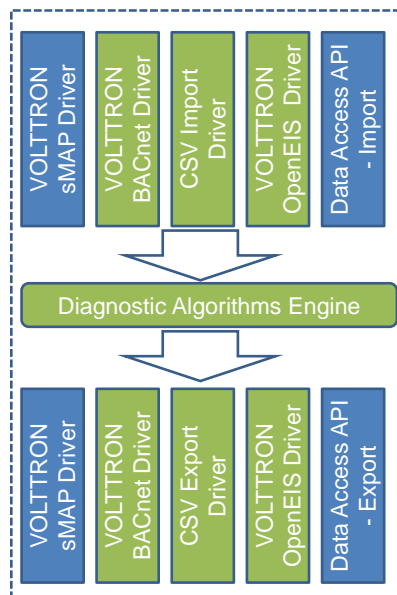 VOLTTRON
sMAP Driver
VOLTTRON
BACnet Driver
CSV Import
Driver
VOLTTRON
OpenEIS Driver
Data Access API
- Import
Diagnostic Algorithms Engine
VOLTTRON
sMAP Driver
VOLTTRON
BACnet Driver
CSV Export
Driver
VOLTTRON
OpenEIS Driver
Data Access API
- Export